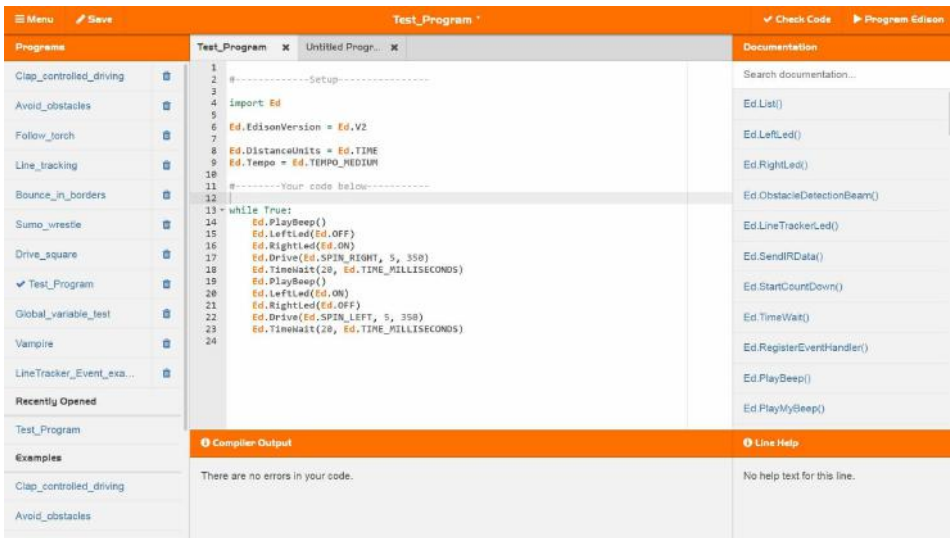 Menu
Save
Test_Program *
Check Code
Program Edison
Programs
Clap_controlled_driving
Avoid_obstacles
Follow_torch
Line_tracking
Bounce_in_borders
Sumo_wrestle
Drive_square
Test_Program
Global_variable_test
Vampire
LineTracker_Event_exa...
Recently Opened
Test_Program
Examples
Clap_controlled_driving
Avoid_obstacles
Test_Program x
Untitled Progr... x
1
2 #-------------Setup----------------
3
4 import Ed
5
6 Ed.EdisonVersion = Ed.V2
7
8 Ed.DistanceUnits = Ed.TIME
9 Ed.Tempo = Ed.TEMPO_MEDIUM
10
11 #--------Your code below-----------
12
13 while True:
14 Ed.PlayBeep()
15 Ed.LeftLed(Ed.OFF)
16 Ed.RightLed(Ed.ON)
17 Ed.Drive(Ed.SPIN_RIGHT, 5, 350)
18 Ed.TimeWait(20, Ed.TIME_MILLISECONDS)
19 Ed.PlayBeep()
20 Ed.LeftLed(Ed.ON)
21 Ed.RightLed(Ed.OFF)
22 Ed.Drive(Ed.SPIN_LEFT, 5, 350)
23 Ed.TimeWait(20, Ed.TIME_MILLISECONDS)
24
Compiler Output
There are no errors in your code.
Documentation
Search documentation...
Ed.List()
Ed.LeftLed()
Ed.RightLed()
Ed.ObstacleDetectionBeam()
Ed.LineTrackerLed()
Ed.SendIRData()
Ed.StartCountDown()
Ed.TimeWait()
Ed.RegisterEventHandler()
Ed.PlayBeep()
Ed.PlayMyBeep()
Line Help
No help text for this line.